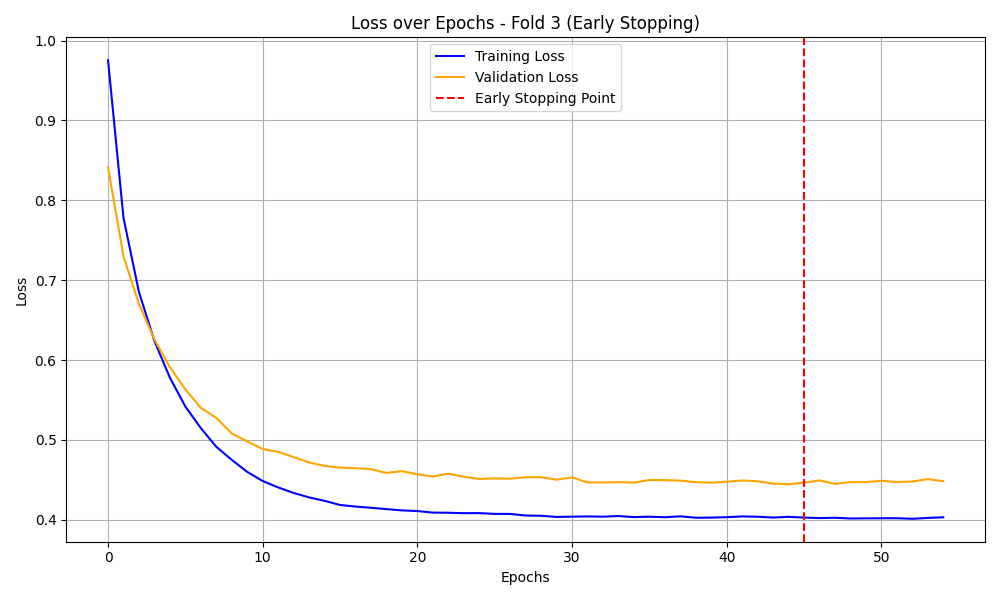 Loss over Epochs - Fold 3 (Early Stopping)
Training Loss
Validation Loss
Early Stopping Point
1.0
0.9
0.8
0.7
0.6
0.5
0.4
Loss
0 10 20 30 40 50
Epochs